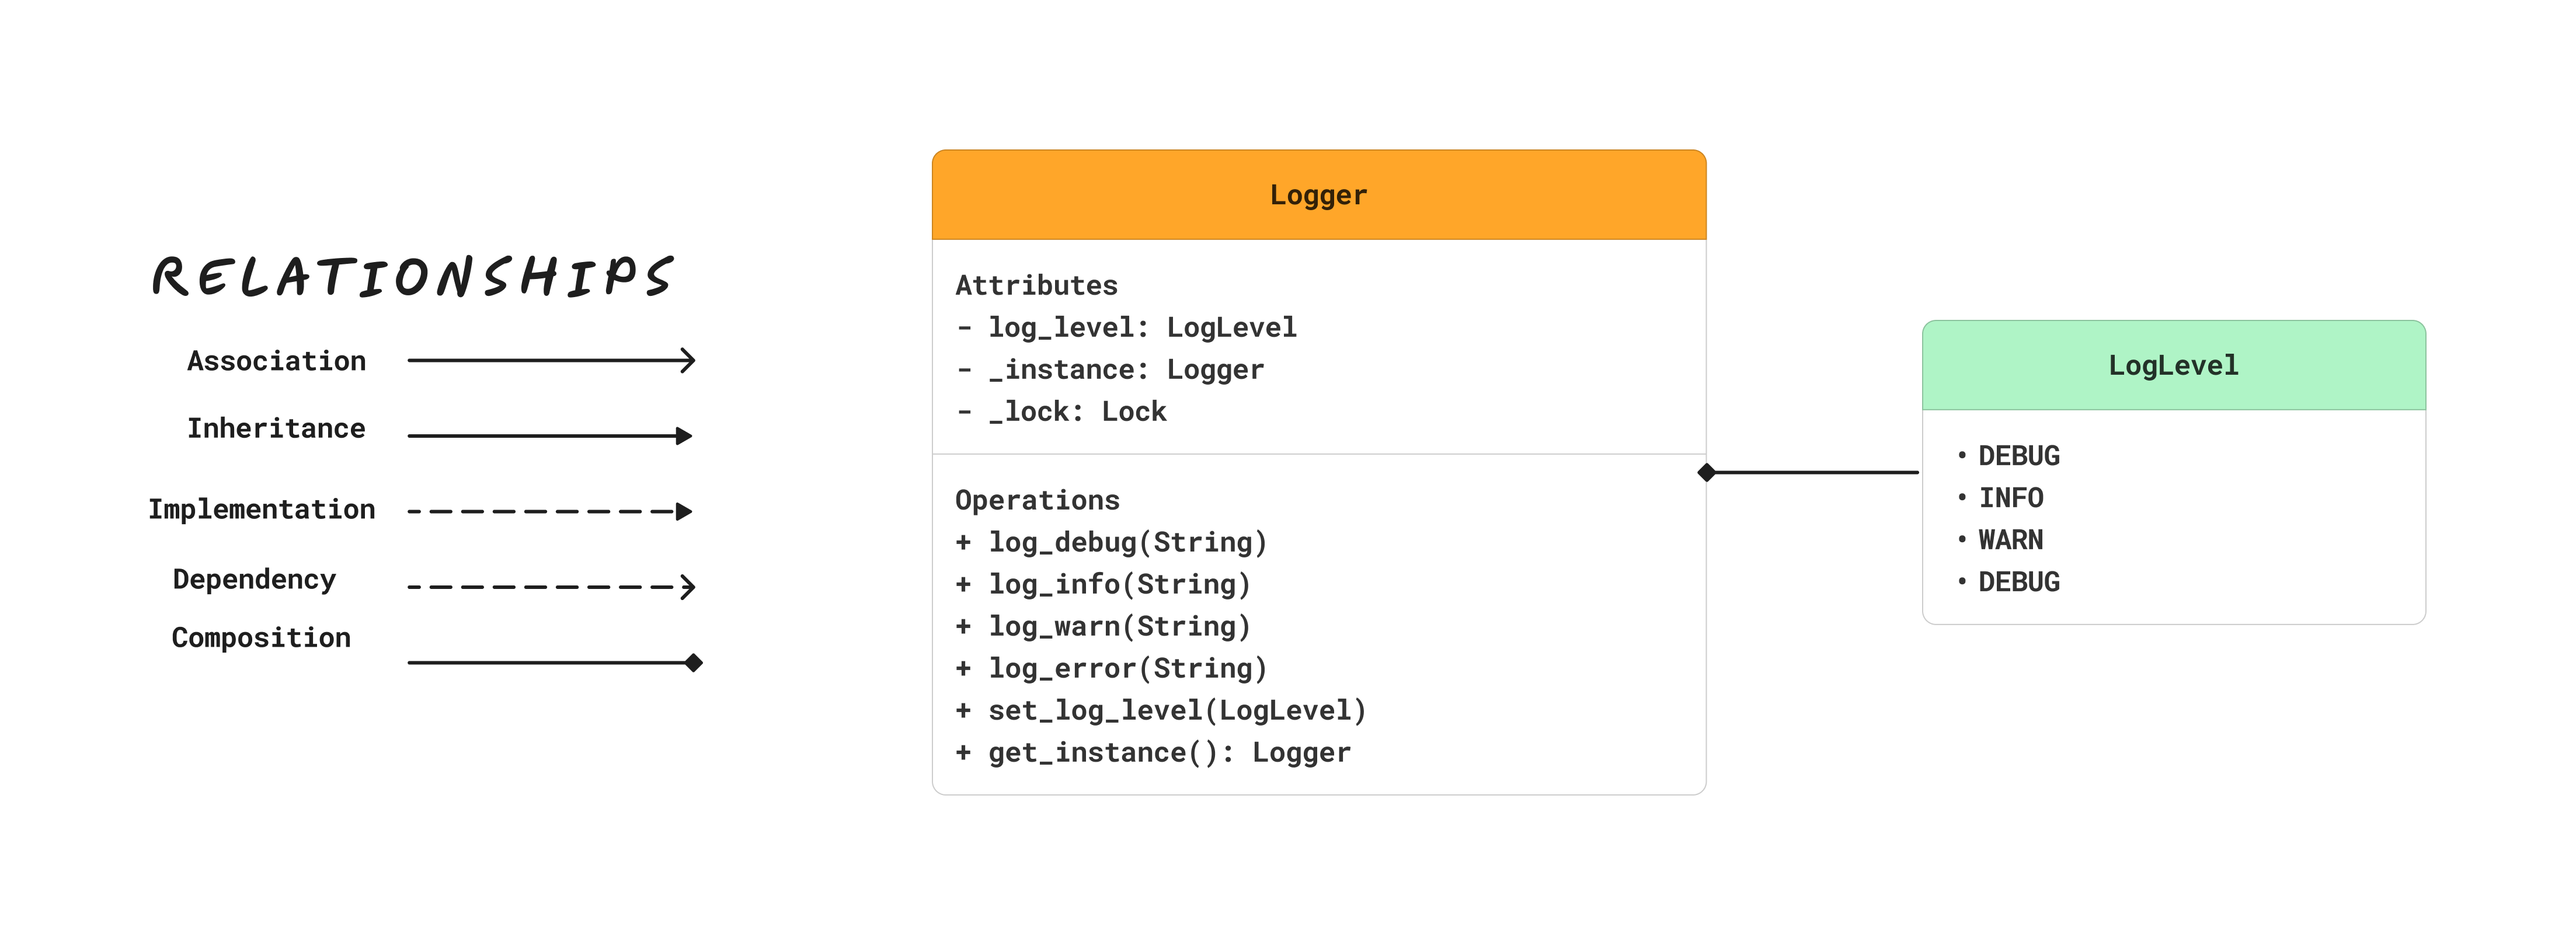 RELATIONSHIPS
Association
Inheritance
Implementation
Dependency
Composition
Logger
Attributes
- log_level: LogLevel
- _instance: Logger
- _lock: Lock
Operations
+ log_debug(String)
+ log_info(String)
+ log_warn(String)
+ log_error(String)
+ set_log_level(LogLevel)
+ get_instance(): Logger
LogLevel
• DEBUG
• INFO
• WARN
• DEBUG